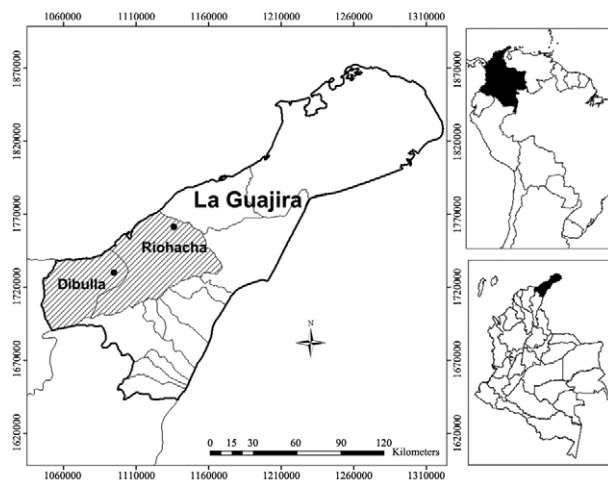 1060000 1110000 1160000 1210000 1260000 1310000
1870000 1870000
1820000 1820000
La Guajira
1770000 1770000
Riohacha
Dibulla
1720000 1720000
N
1670000 1670000
1620000 1620000
0 15 30 60 90 120
Kilometers
1060000 1110000 1160000 1210000 1260000 1310000